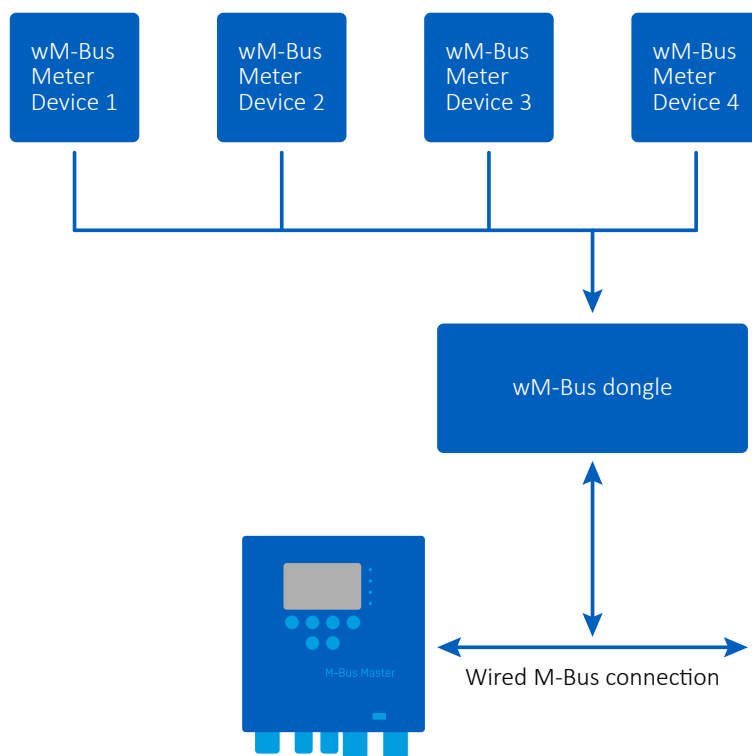 wM-Bus
Meter
Device 1
wM-Bus
Meter
Device 2
wM-Bus
Meter
Device 3
wM-Bus
Meter
Device 4
wM-Bus dongle
M-Bus Master
Wired M-Bus connection